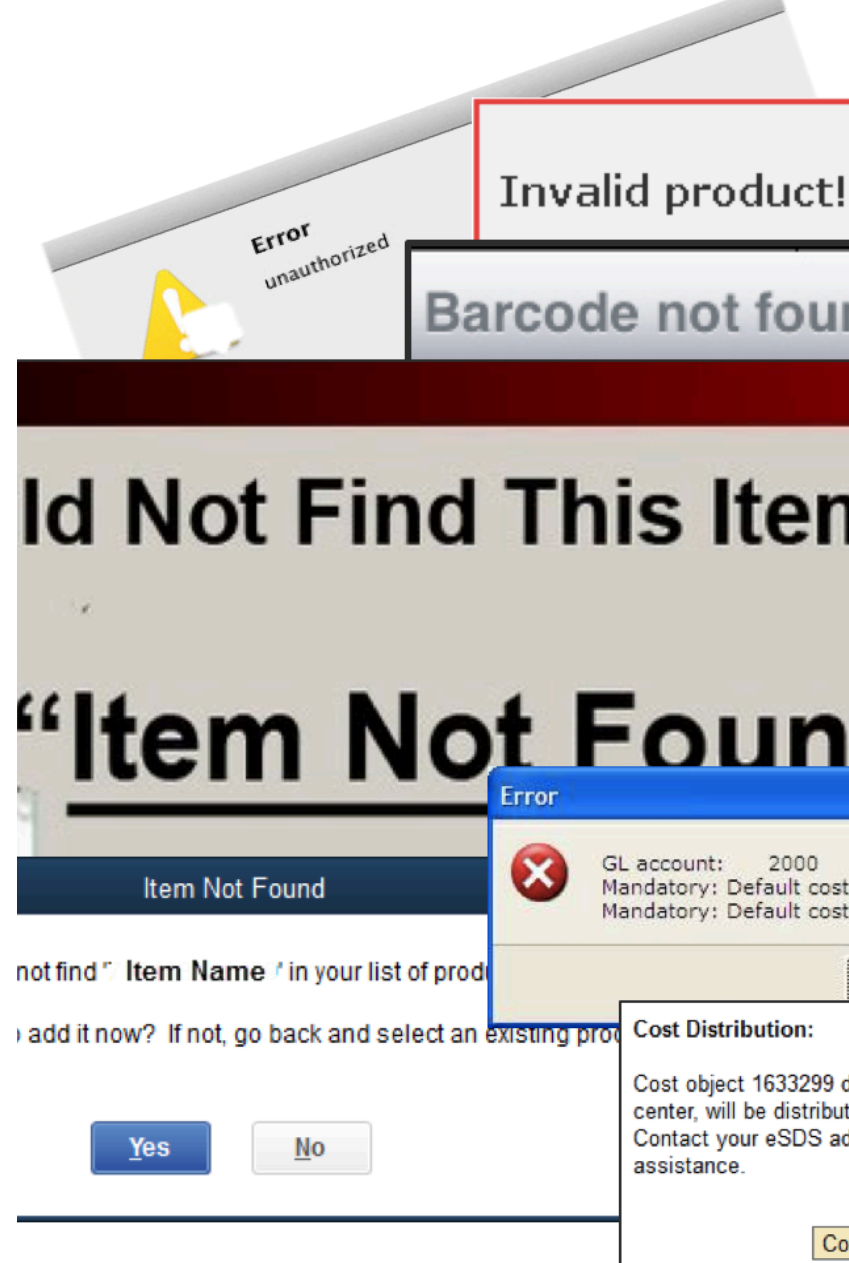 Error
unauthorized
Invalid product!
Barcode not foun
ld Not Find This Item
“Item Not Foun
Error
GL account: 2000
Mandatory: Default cost
Mandatory: Default cost
Item Not Found
not find " Item Name " in your list of produ
add it now? If not, go back and select an existing prod
Yes
No
Cost Distribution:
Cost object 1633299 d
center, will be distribut
Contact your eSDS ad
assistance.
Co